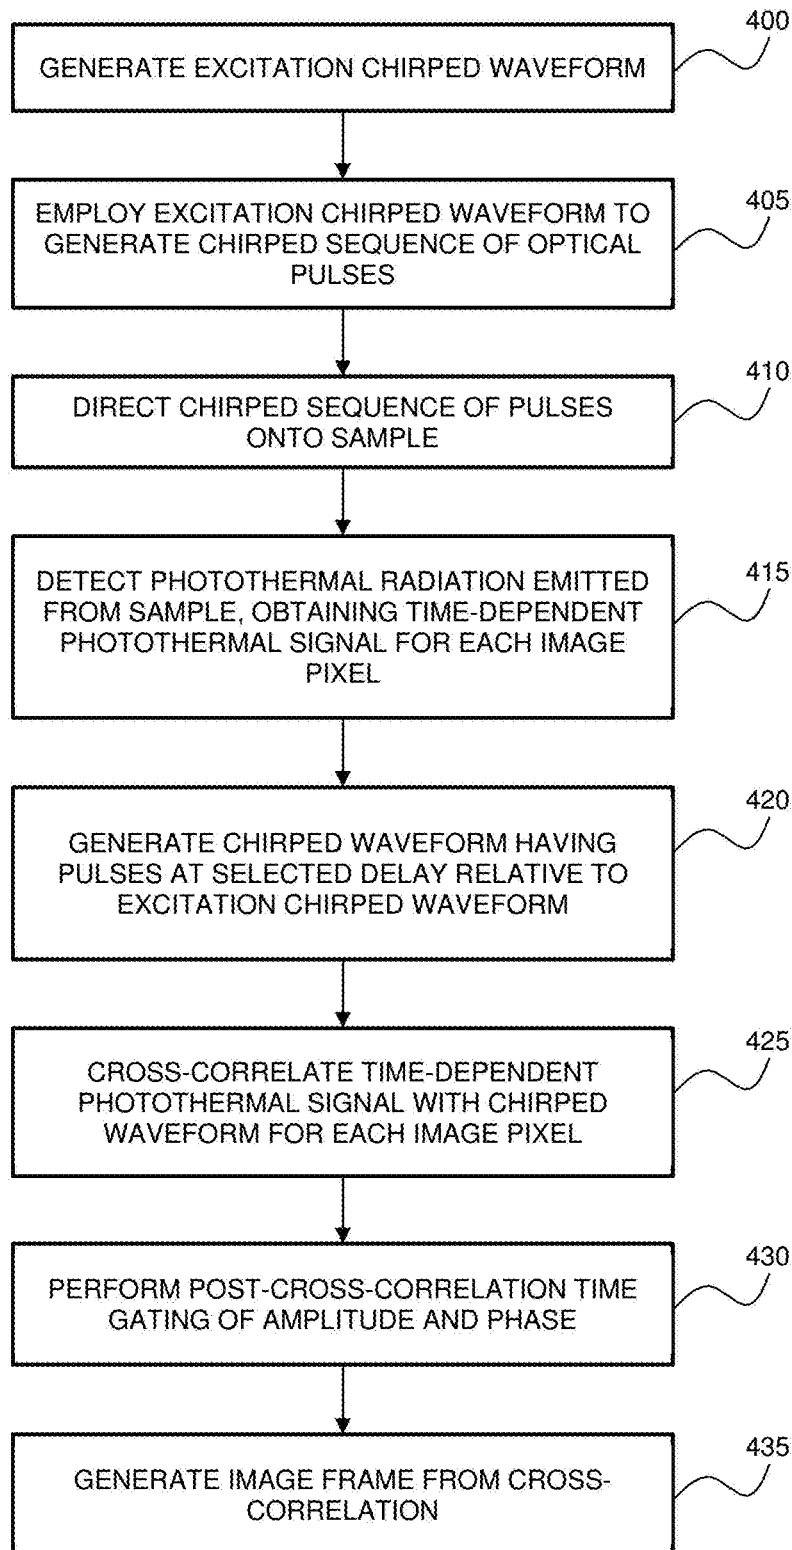 400
GENERATE EXCITATION CHIRPED WAVEFORM
405
EMPLOY EXCITATION CHIRPED WAVEFORM TO
GENERATE CHIRPED SEQUENCE OF OPTICAL
PULSES
410
DIRECT CHIRPED SEQUENCE OF PULSES
ONTO SAMPLE
415
DETECT PHOTOTHERMAL RADIATION EMITTED
FROM SAMPLE, OBTAINING TIME-DEPENDENT
PHOTOTHERMAL SIGNAL FOR EACH IMAGE
PIXEL
420
GENERATE CHIRPED WAVEFORM HAVING
PULSES AT SELECTED DELAY RELATIVE TO
EXCITATION CHIRPED WAVEFORM
425
CROSS-CORRELATE TIME-DEPENDENT
PHOTOTHERMAL SIGNAL WITH CHIRPED
WAVEFORM FOR EACH IMAGE PIXEL
430
PERFORM POST-CROSS-CORRELATION TIME
GATING OF AMPLITUDE AND PHASE
435
GENERATE IMAGE FRAME FROM CROSS-
CORRELATION